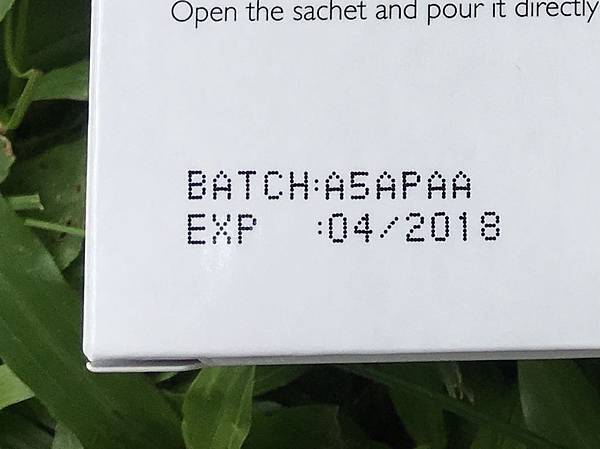 Open the sachet and pour it directly
BATCH:A5APAA
EXP :04/2018